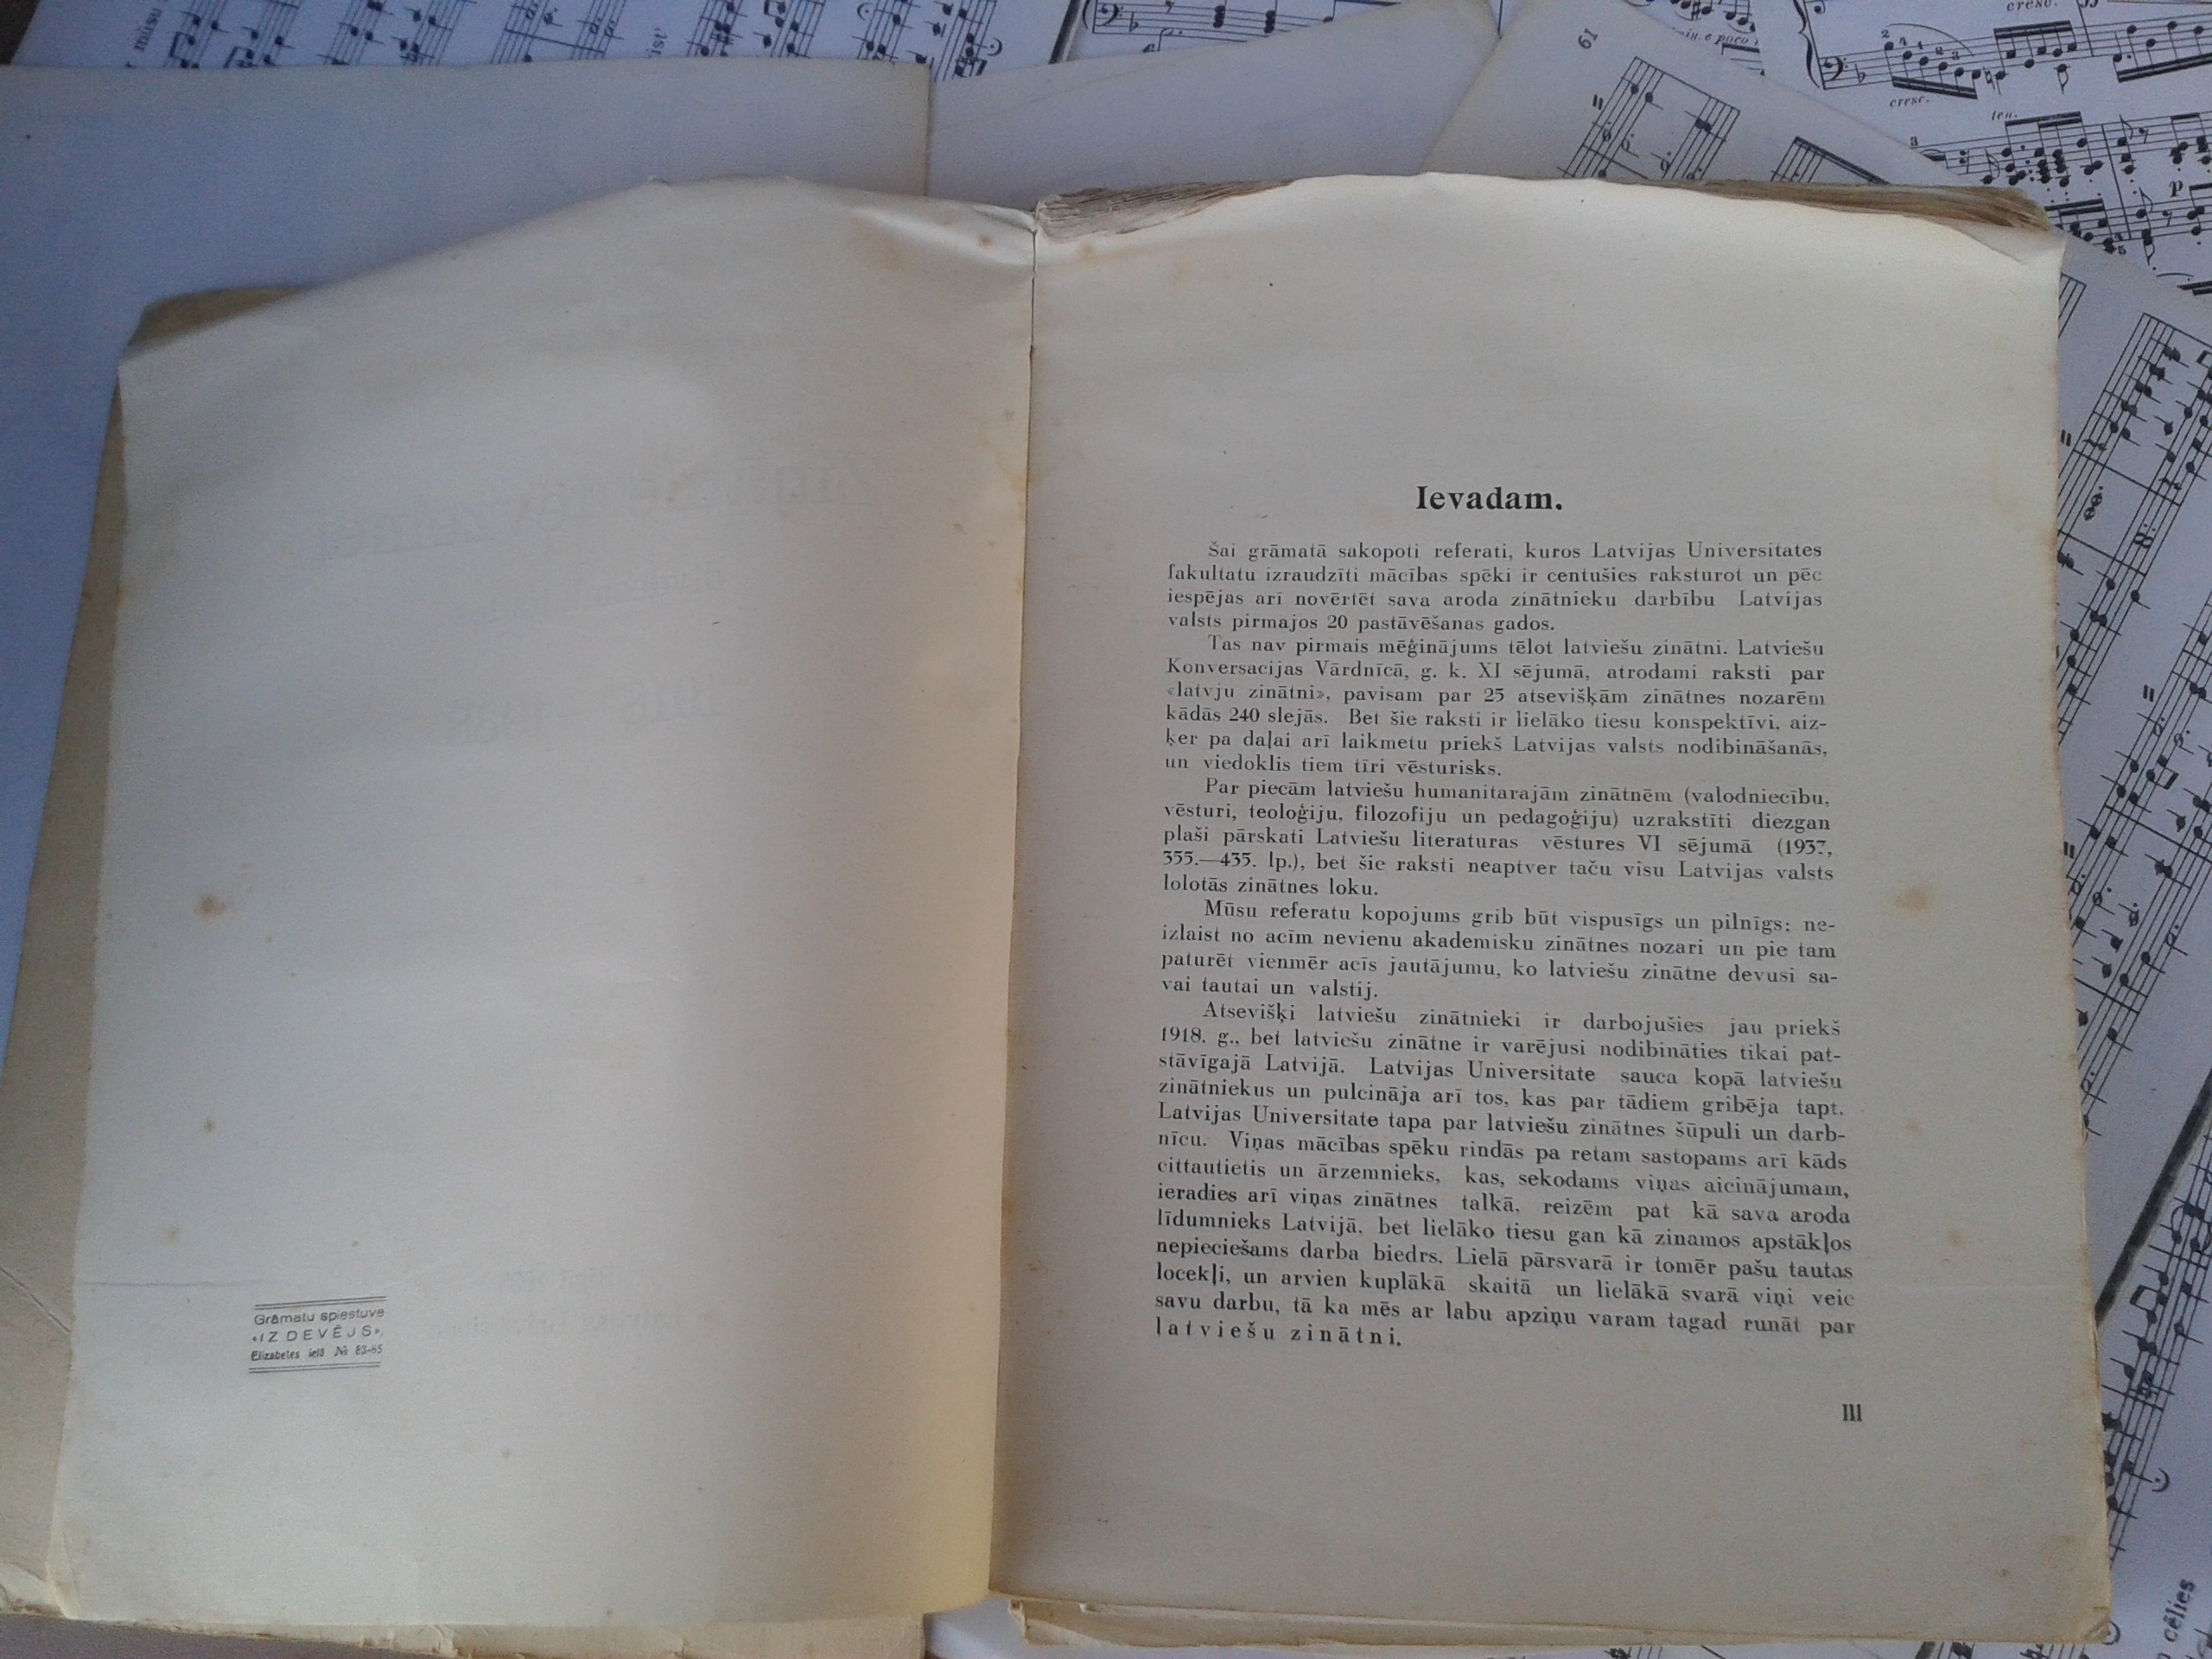 Grāmatu spiestuve
«IZDEVĒJS»,
Elizabetes ielā № 83-85
Ievadam.
Šai grāmatā sakopoti referati, kuros Latvijas Universitates
fakultatu izraudzīti mācības spēki ir centušies raksturot un pēc
iespējas arī novērtēt sava aroda zinātnieku darbību Latvijas
valsts pirmajos 20 pastāvēšanas gados.
Tas nav pirmais mēģinājums tēlot latviešu zinātni. Latviešu
Konversacijas Vārdnīcā, g. k. XI sējumā, atrodami raksti par
«latvju zinātni», pavisam par 25 atsevišķām zinātnes nozarēm
kādās 240 slejās. Bet šie raksti ir lielāko tiesu konspektīvi, aiz-
ķer pa daļai arī laikmetu priekš Latvijas valsts nodibināšanās,
un viedoklis tiem tīri vēsturisks.
Par piecām latviešu humanitarajām zinātnēm (valodniecību,
vēsturi, teoloģiju, filozofiju un pedagoģiju) uzrakstīti diezgan
plaši pārskati Latviešu literaturas vēstures VI sējumā (1937,
355.—435. lp.), bet šie raksti neaptver taču visu Latvijas valsts
lolotās zinātnes loku.
Mūsu referatu kopojums grib būt vispusīgs un pilnīgs: ne-
izlaist no acīm nevienu akademisku zinātnes nozari un pie tam
paturēt vienmēr acīs jautājumu, ko latviešu zinātne devusi sa-
vai tautai un valstij.
Atsevišķi latviešu zinātnieki ir darbojušies jau priekš
1918. g., bet latviešu zinātne ir varējusi nodibināties tikai pat-
stāvīgajā Latvijā. Latvijas Universitate sauca kopā latviešu
zinātniekus un pulcināja arī tos, kas par tādiem gribēja tapt.
Latvijas Universitate tapa par latviešu zinātnes šūpuli un darb-
nīcu. Viņas mācības spēku rindās pa retam sastopams arī kāds
cittautietis un ārzemnieks, kas, sekodams viņas aicinājumam,
ieradies arī viņas zinātnes talkā, reizēm pat kā sava aroda
līdumnieks Latvijā, bet lielāko tiesu gan kā zinamos apstākļos
nepieciešams darba biedrs. Lielā pārsvarā ir tomēr pašu tautas
locekļi, un arvien kuplākā skaitā un lielākā svarā viņi veic
savu darbu, tā ka mēs ar labu apziņu varam tagad runāt par
latviešu zinātni.
III
61
cresc.
cresc.
ten.
p
cēlies